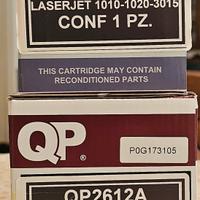 LASERJET 1010-1020-3015
CONF 1 PZ.
THIS CARTRIDGE MAY CONTAIN
RECONDITIONED PARTS
QP®
P0G173105
QP2612A